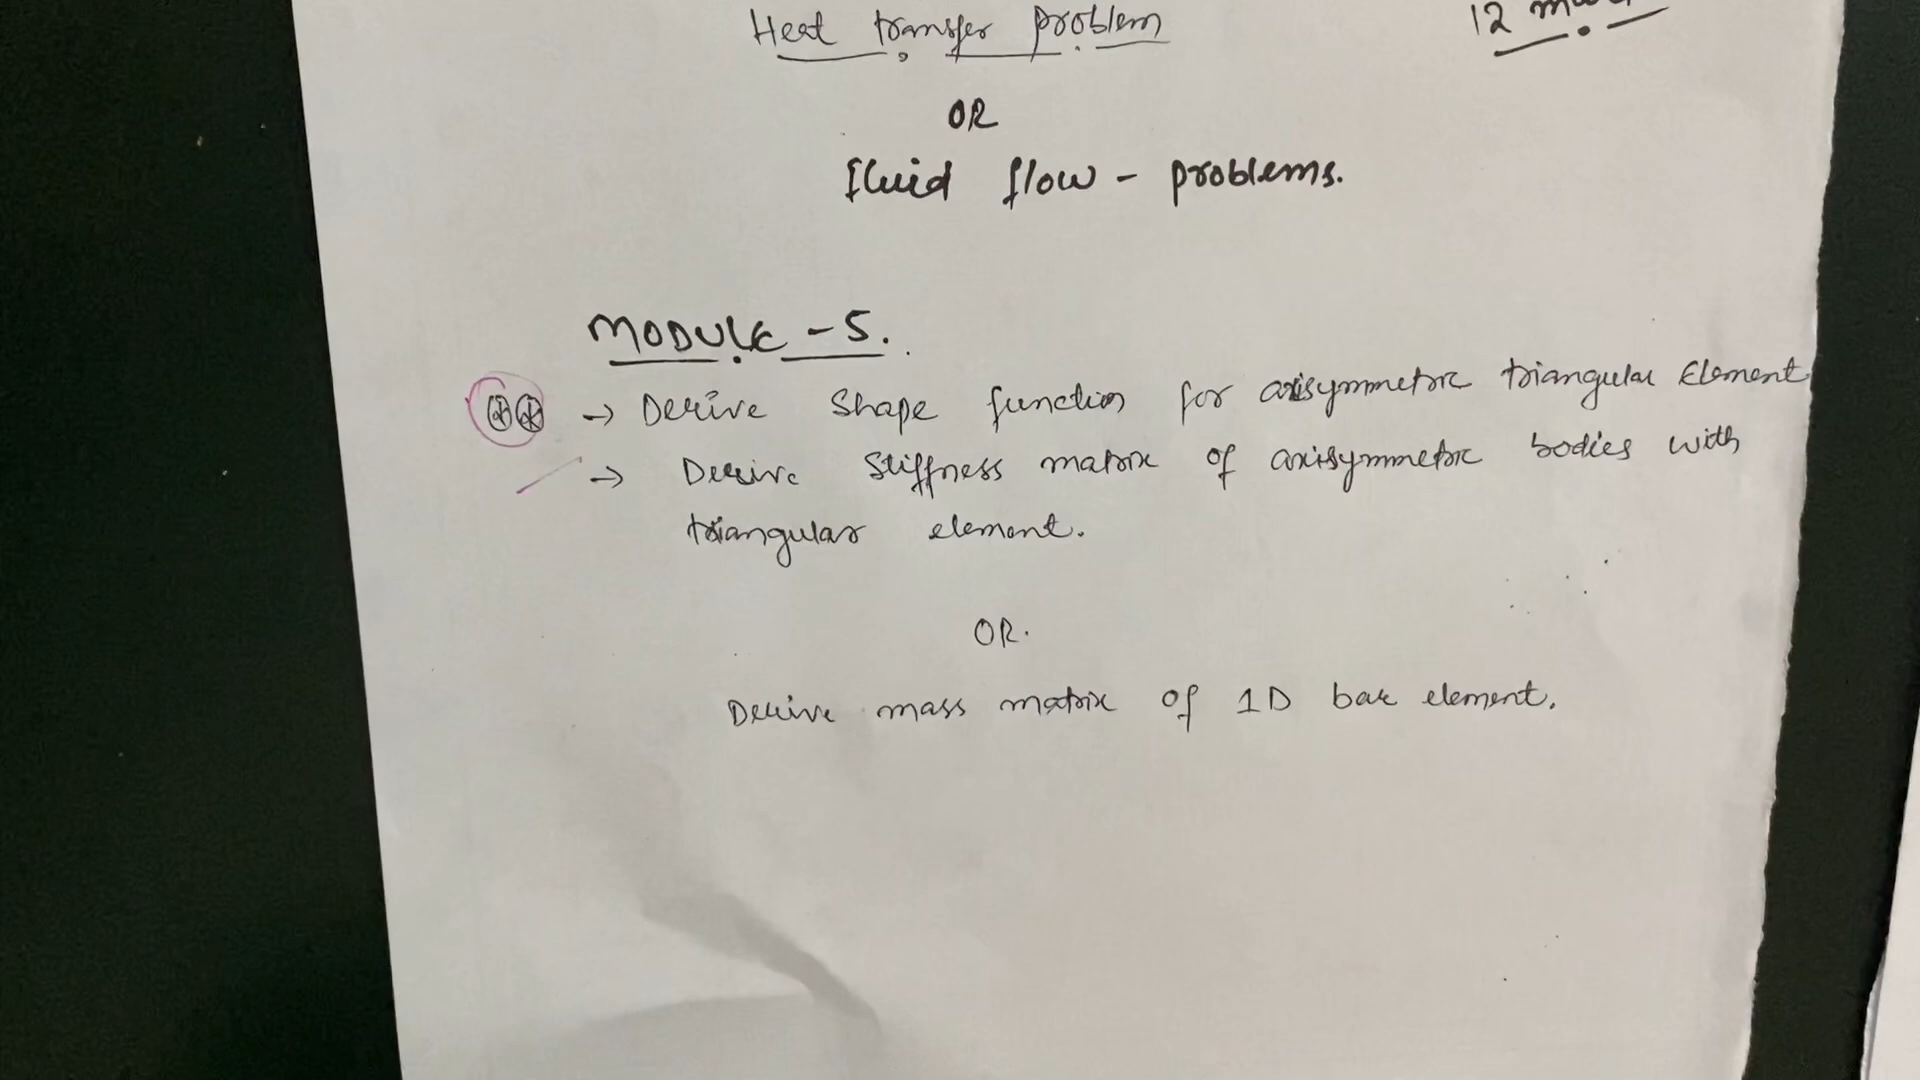 Heat transfer problem
12
OR
fluid flow - problems.
MODULE - 5.
→ Derive shape function for axisymmetric triangular Element
→ Derive Stiffness matrix of axisymmetric bodies with
triangular element.
OR.
Derive mass matrix of 1D bar element.